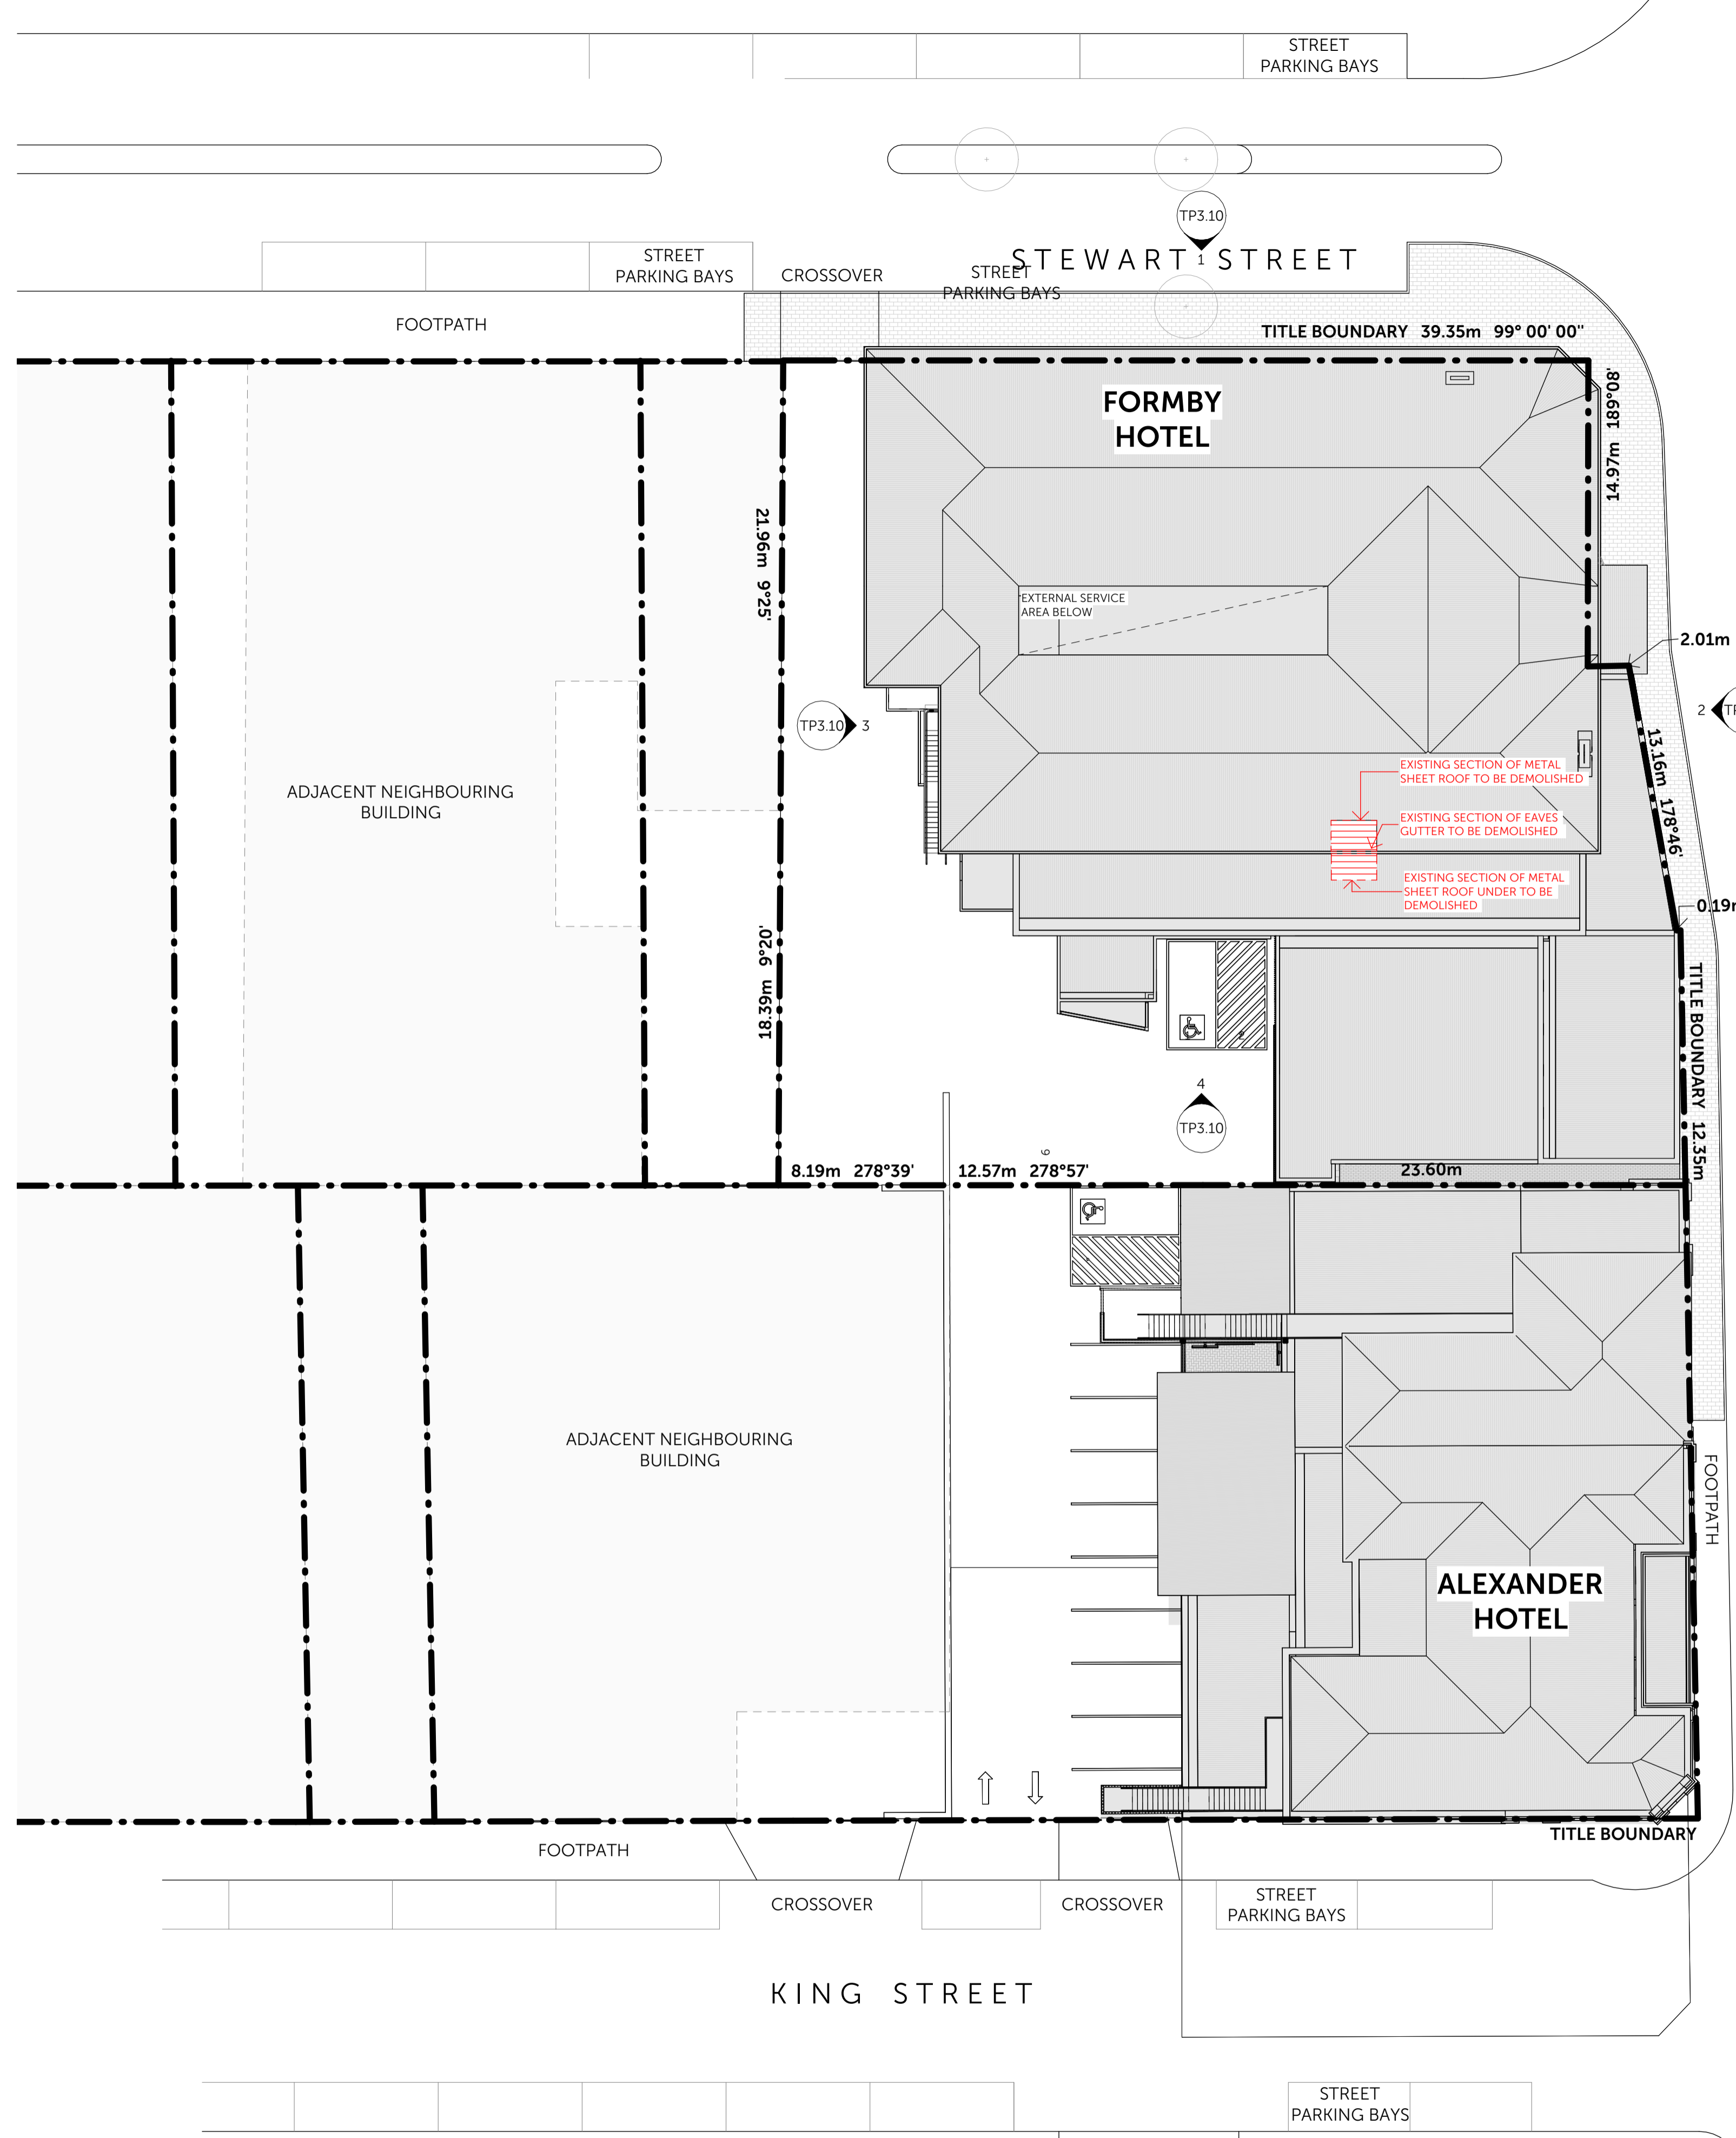 STREET
PARKING BAYS
TP3.10
1
STEWART STREET
STREET
PARKING BAYS
CROSSOVER
STREET
PARKING BAYS
FOOTPATH
TITLE BOUNDARY 39.35m 99° 00' 00"
FORMBY
HOTEL
14.97m 189°08'
21.96m 9°25'
EXTERNAL SERVICE
AREA BELOW
2.01m
TP3.10
3
2
13.16m 178°46'
ADJACENT NEIGHBOURING
BUILDING
EXISTING SECTION OF METAL
SHEET ROOF TO BE DEMOLISHED
EXISTING SECTION OF EAVES
GUTTER TO BE DEMOLISHED
EXISTING SECTION OF METAL
SHEET ROOF UNDER TO BE
DEMOLISHED
0.19m
18.39m 9°20'
TITLE BOUNDARY 12.35m
2
4
TP3.10
6
8.19m 278°39'
12.57m 278°57'
23.60m
ADJACENT NEIGHBOURING
BUILDING
FOOTPATH
ALEXANDER
HOTEL
TITLE BOUNDARY
FOOTPATH
CROSSOVER
CROSSOVER
STREET
PARKING BAYS
KING STREET
STREET
PARKING BAYS